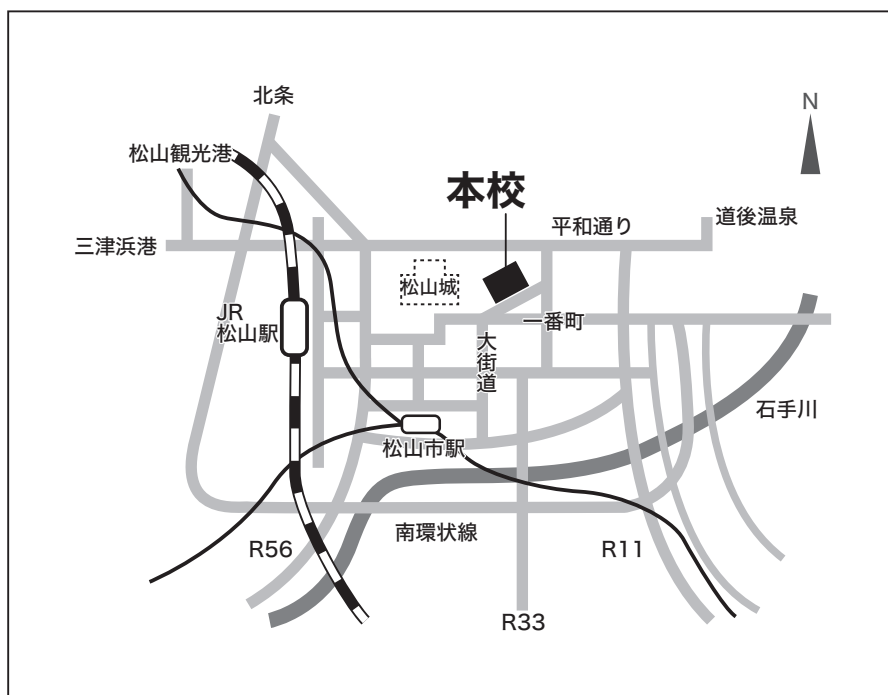 北条
N
松山観光港
本校
道後温泉
平和通り
三津浜港
松山城
JR
松山駅
一番町
大街道
石手川
松山市駅
南環状線
R56
R11
R33